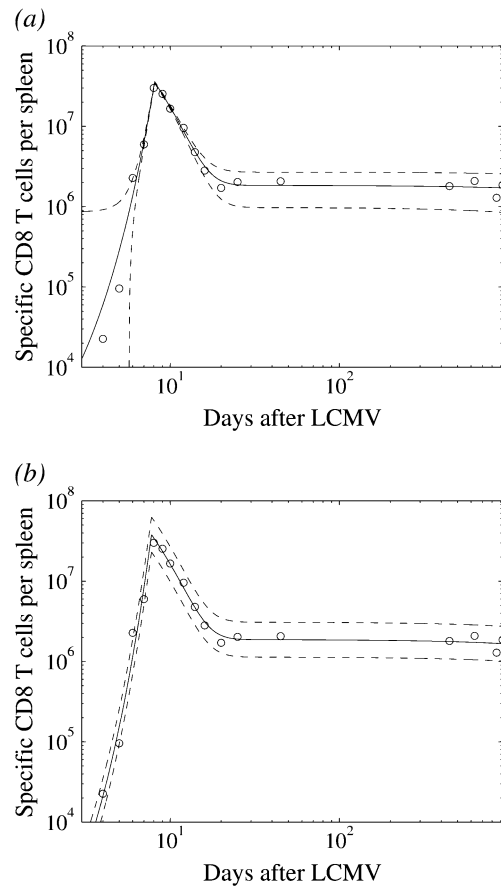 (a)
10^8
10^7
10^6
10^5
10^4
Specific CD8 T cells per spleen
10^1
10^2
Days after LCMV
(b)
10^8
10^7
10^6
10^5
10^4
Specific CD8 T cells per spleen
10^1
10^2
Days after LCMV